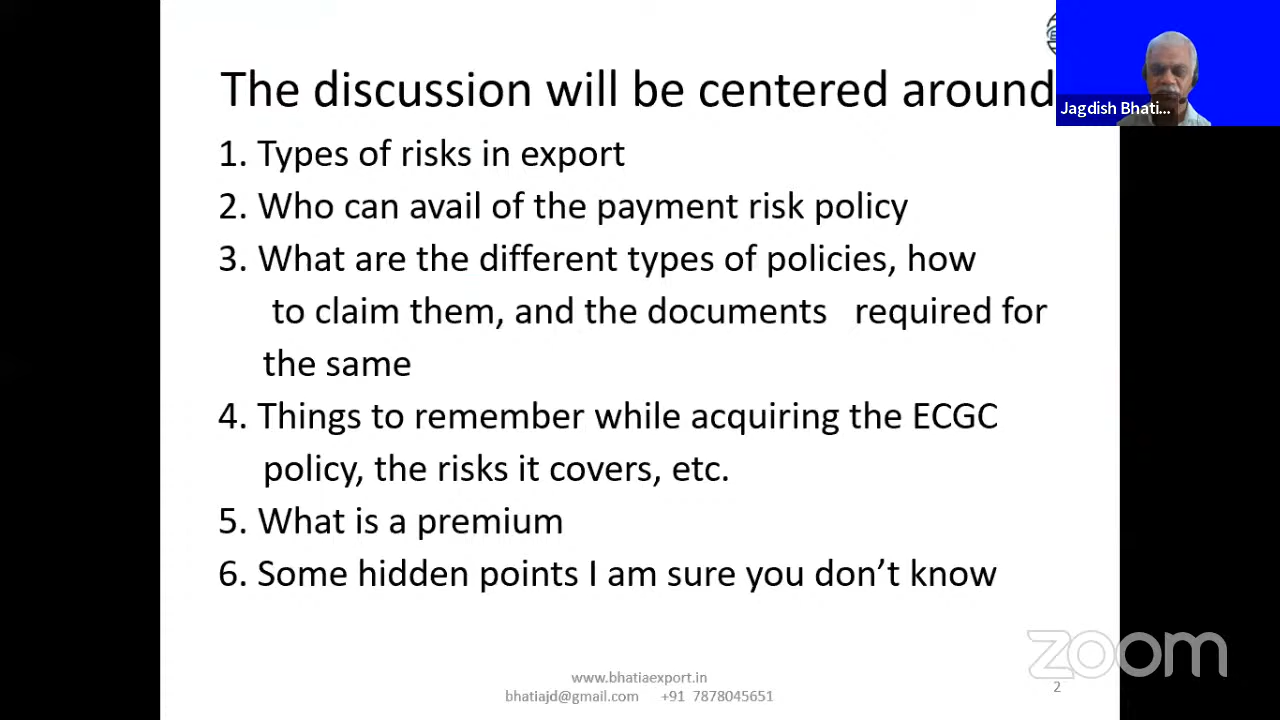 The discussion will be centered around
Jagdish Bhati...
1. Types of risks in export
2. Who can avail of the payment risk policy
3. What are the different types of policies, how
to claim them, and the documents required for
the same
4. Things to remember while acquiring the ECGC
policy, the risks it covers, etc.
5. What is a premium
6. Some hidden points I am sure you don’t know
zoom
www.bhatiaexport.in
bhatiajd@gmail.com +91 7878045651
2